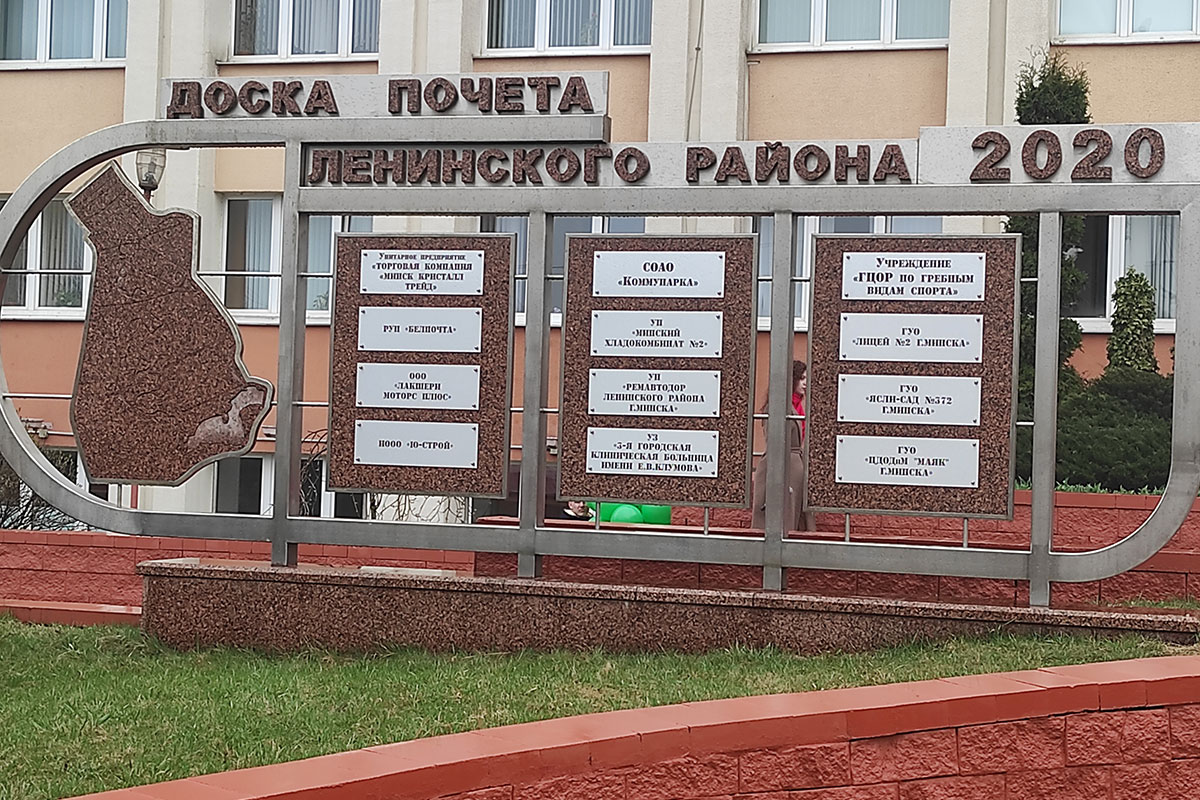 ДОСКА ПОЧЕТА
ЛЕНИНСКОГО РАЙОНА 2020
УНИТАРНОЕ ПРЕДПРИЯТИЕ
«ТОРГОВАЯ КОМПАНИЯ
«МИНСК КРИСТАЛЛ
ТРЕЙД»
РУП «БЕЛПОЧТА»
ООО
«ЛАКШЕРИ
МОТОРС ПЛЮС»
ИООО «Ю-СТРОЙ»
СОАО
«КОММУНАРКА»
УП
«МИНСКИЙ
ХЛАДОКОМБИНАТ №2»
УП
«РЕМАВТОДОР
ЛЕНИНСКОГО РАЙОНА
Г.МИНСКА»
УЗ
«3-Я ГОРОДСКАЯ
КЛИНИЧЕСКАЯ БОЛЬНИЦА
ИМЕНИ Е.В.КЛУМОВА»
УЧРЕЖДЕНИЕ
«ГЦОР ПО ГРЕБНЫМ
ВИДАМ СПОРТА»
ГУО
«ЛИЦЕЙ №2 Г.МИНСКА»
ГУО
«ЯСЛИ-САД №372
Г.МИНСКА»
ГУО
«ЦДОДИМ "МАЯК"
Г.МИНСКА»